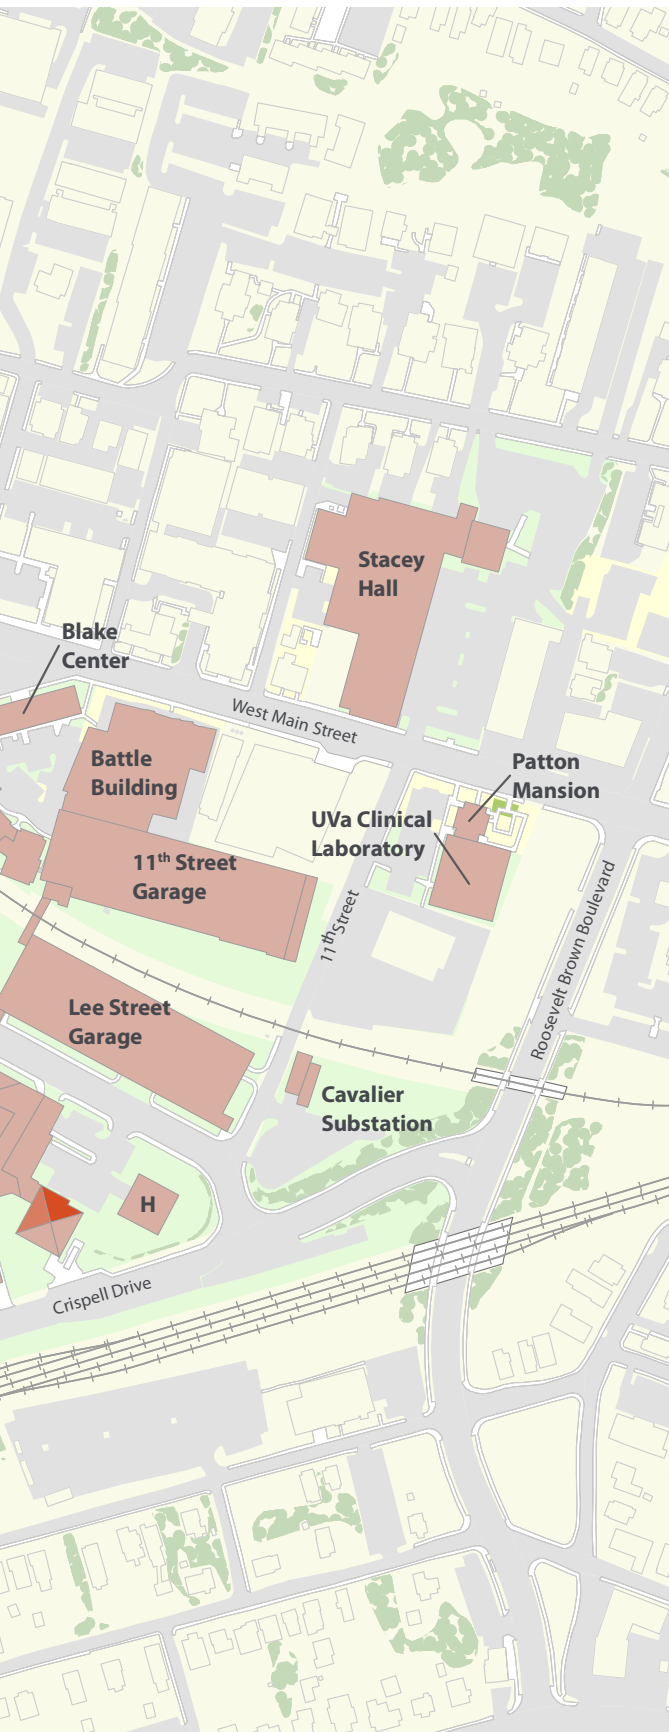 Stacey
Hall
Blake
Center
West Main Street
Battle
Building
Patton
Mansion
UVa Clinical
Laboratory
11th Street
Garage
11th Street
Roosevelt Brown Boulevard
Lee Street
Garage
Cavalier
Substation
H
Crispell Drive